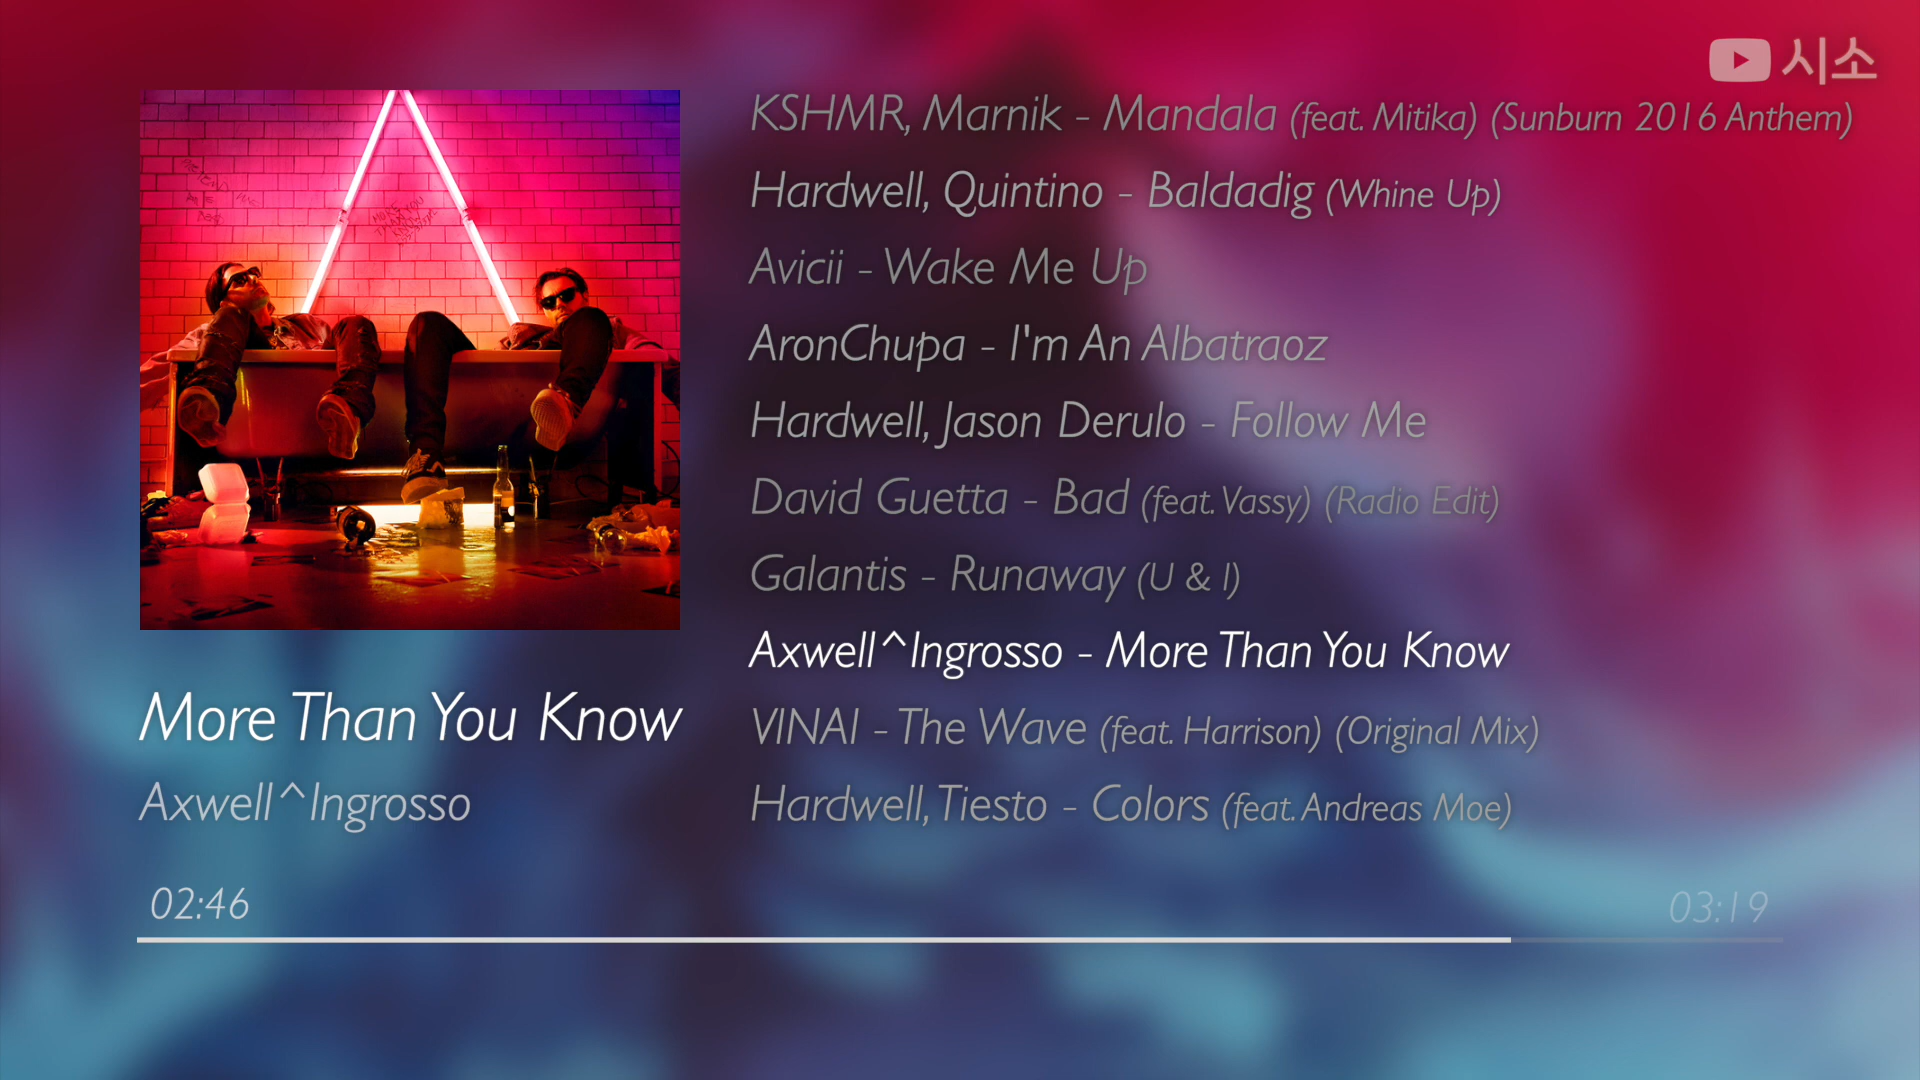 시소
KSHMR, Marnik - Mandala (feat. Mitika) (Sunburn 2016 Anthem)
Hardwell, Quintino - Baldadig (Whine Up)
Avicii - Wake Me Up
AronChupa - I'm An Albatraoz
Hardwell, Jason Derulo - Follow Me
David Guetta - Bad (feat. Vassy) (Radio Edit)
Galantis - Runaway (U & I)
Axwell^Ingrosso - More Than You Know
VINAI - The Wave (feat. Harrison) (Original Mix)
Hardwell, Tiesto - Colors (feat. Andreas Moe)
More Than You Know
Axwell^Ingrosso
02:46
03:19